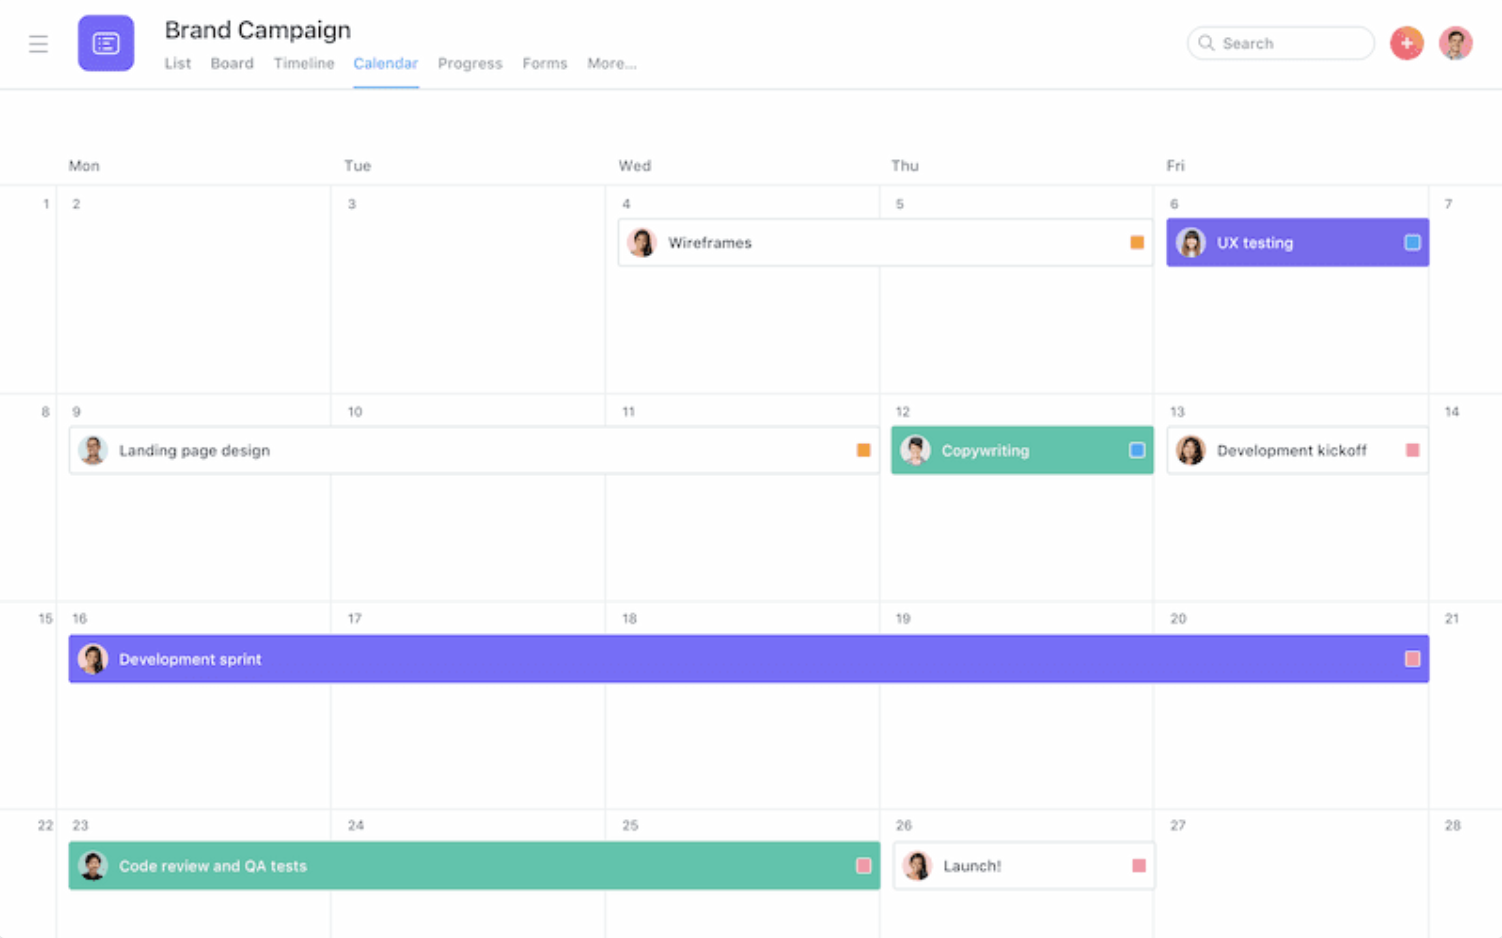 Brand Campaign
List Board Timeline Calendar Progress Forms More...
Search
Mon Tue Wed Thu Fri
1 2 3 4 5 6 7
Wireframes UX testing
8 9 10 11 12 13 14
Landing page design Copywriting Development kickoff
15 16 17 18 19 20 21
Development sprint
22 23 24 25 26 27 28
Code review and QA tests Launch!